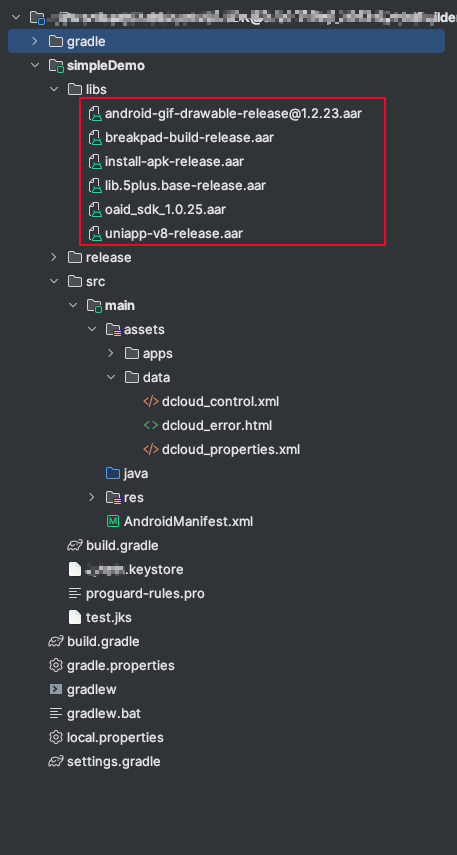 gradle
simpleDemo
libs
android-gif-drawable-release@1.2.23.aar
breakpad-build-release.aar
install-apk-release.aar
lib.5plus.base-release.aar
oaid_sdk_1.0.25.aar
uniapp-v8-release.aar
release
src
main
assets
apps
data
dcloud_control.xml
dcloud_error.html
dcloud_properties.xml
java
res
AndroidManifest.xml
build.gradle
.keystore
proguard-rules.pro
test.jks
build.gradle
gradle.properties
gradlew
gradlew.bat
local.properties
settings.gradle